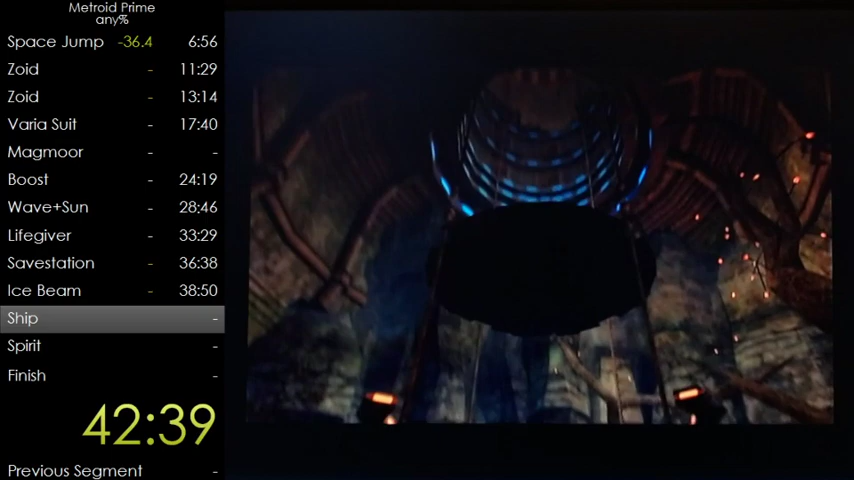 Metroid Prime
any%
Space Jump -36.4 6:56
Zoid - 11:29
Zoid - 13:14
Varia Suit - 17:40
Magmoor - -
Boost - 24:19
Wave+Sun - 28:46
Lifegiver - 33:29
Savestation - 36:38
Ice Beam - 38:50
Ship -
Spirit -
Finish -
42:39
Previous Segment -